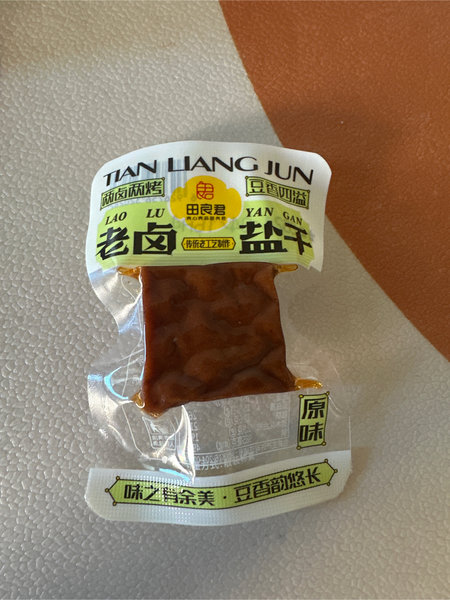 TIAN LIANG JUN
两卤两烤
豆香四溢
田良君
LAO LU
YAN GAN
老卤
传统老工艺制作
盐干
原味
味之有余美·豆香韵悠长